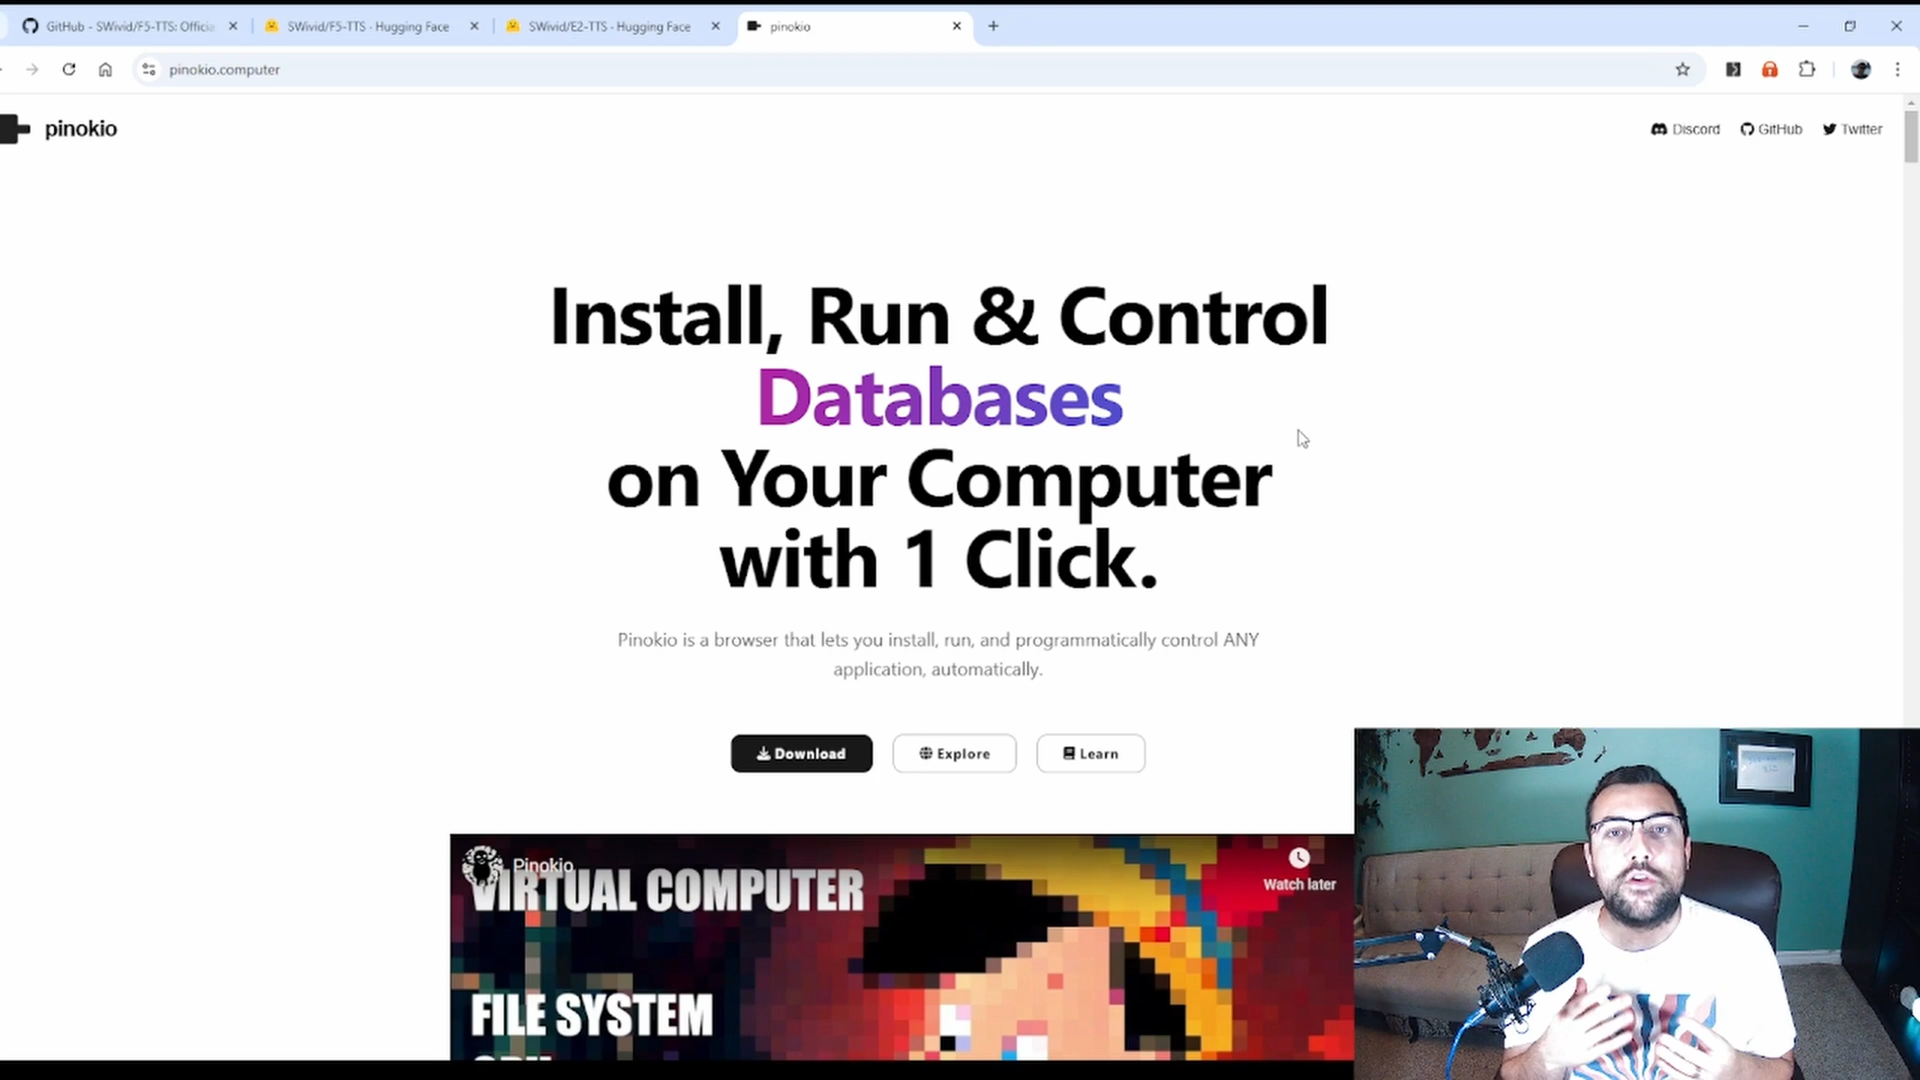 GitHub - SWivid/F5-TTS: Officia
SWivid/F5-TTS - Hugging Face
SWivid/E2-TTS - Hugging Face
pinokio
pinokio.computer
pinokio
Discord
GitHub
Twitter
Install, Run & Control
Databases
on Your Computer
with 1 Click.
Pinokio is a browser that lets you install, run, and programmatically control ANY
application, automatically.
Download
Explore
Learn
Pinokio
Watch later
VIRTUAL COMPUTER
FILE SYSTEM